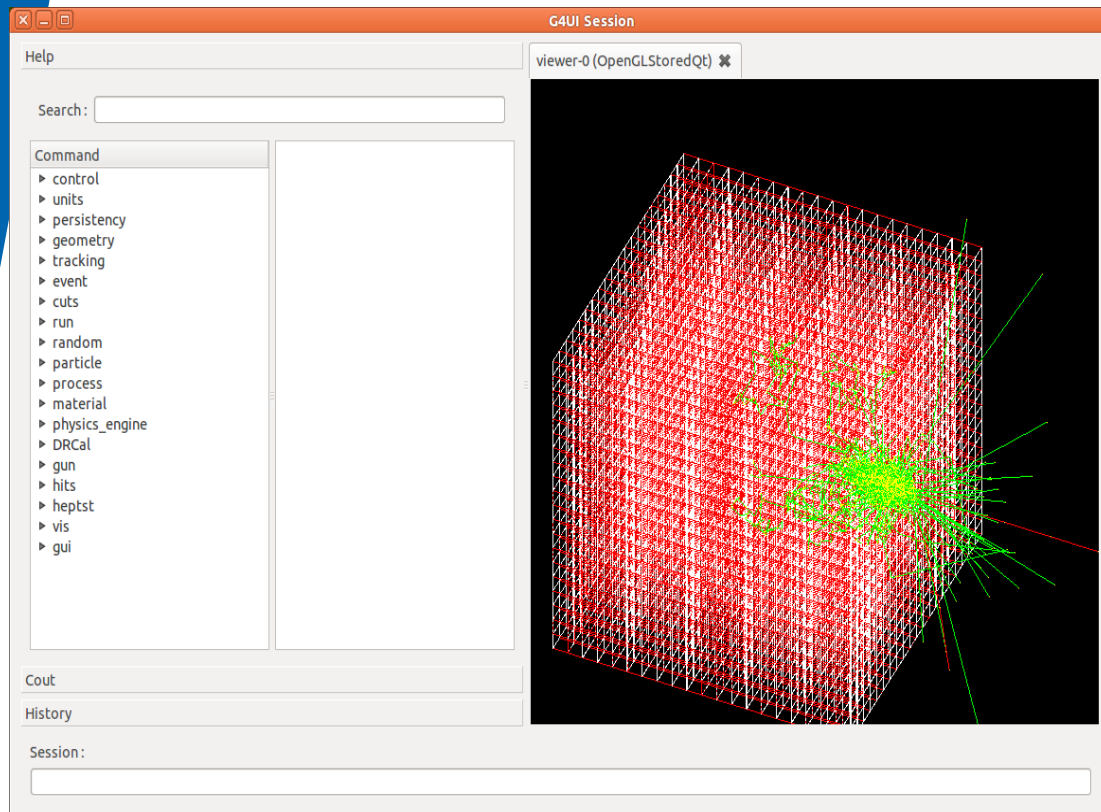 G4UI Session
Help
viewer-0 (OpenGLStoredQt)
Search:
Command
control
units
persistency
geometry
tracking
event
cuts
run
random
particle
process
material
physics_engine
DRCal
gun
hits
heptst
vis
gui
Cout
History
Session: